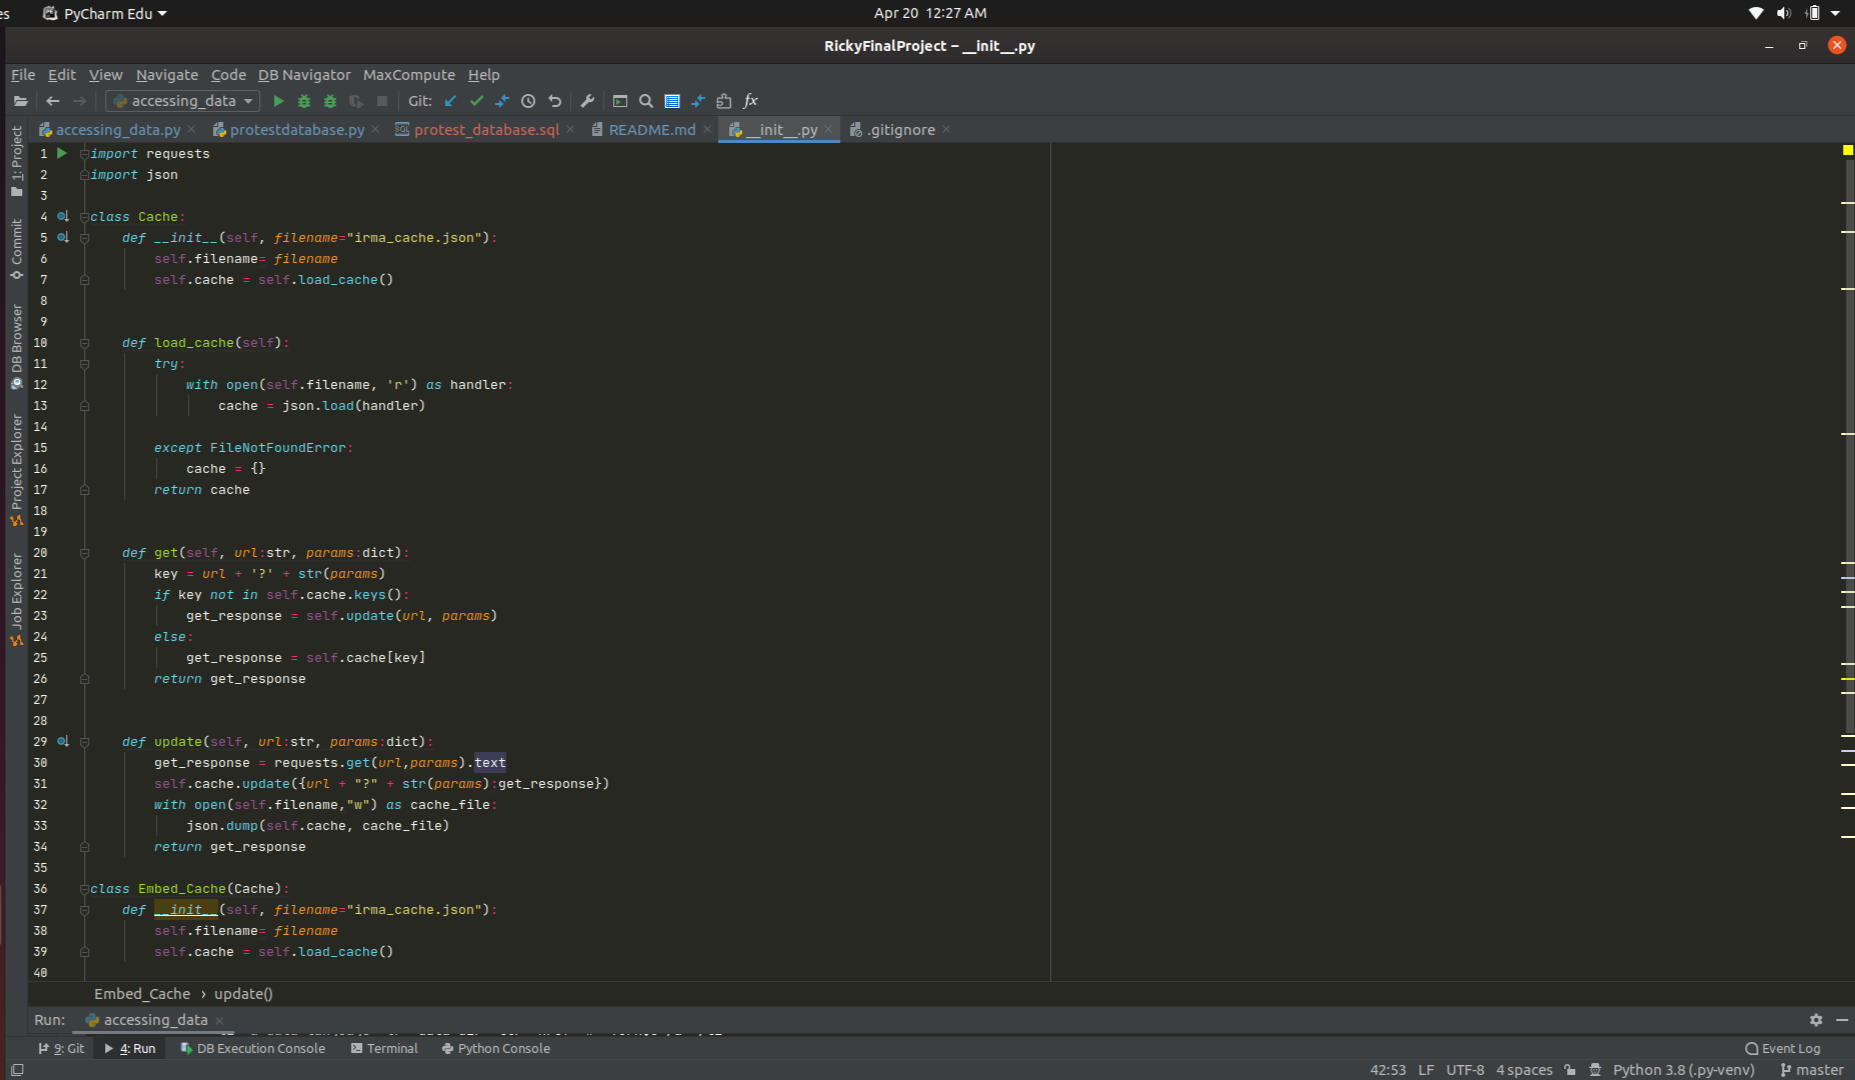 es PyCharm Edu Apr 20 12:27 AM
RickyFinalProject – __init__.py
File Edit View Navigate Code DB Navigator MaxCompute Help
accessing_data Git: fx
accessing_data.py protestdatabase.py protest_database.sql README.md __init__.py .gitignore
1: Project
Commit
DB Browser
Project Explorer
Job Explorer
1 import requests
2 import json
3
4 class Cache:
5 def __init__(self, filename="irma_cache.json"):
6 self.filename= filename
7 self.cache = self.load_cache()
8
9
10 def load_cache(self):
11 try:
12 with open(self.filename, 'r') as handler:
13 cache = json.load(handler)
14
15 except FileNotFoundError:
16 cache = {}
17 return cache
18
19
20 def get(self, url:str, params:dict):
21 key = url + '?' + str(params)
22 if key not in self.cache.keys():
23 get_response = self.update(url, params)
24 else:
25 get_response = self.cache[key]
26 return get_response
27
28
29 def update(self, url:str, params:dict):
30 get_response = requests.get(url,params).text
31 self.cache.update({url + "?" + str(params):get_response})
32 with open(self.filename,"w") as cache_file:
33 json.dump(self.cache, cache_file)
34 return get_response
35
36 class Embed_Cache(Cache):
37 def __init__(self, filename="irma_cache.json"):
38 self.filename= filename
39 self.cache = self.load_cache()
40
Embed_Cache › update()
Run: accessing_data
9: Git 4: Run DB Execution Console Terminal Python Console Event Log
42:53 LF UTF-8 4 spaces Python 3.8 (.py-venv) master